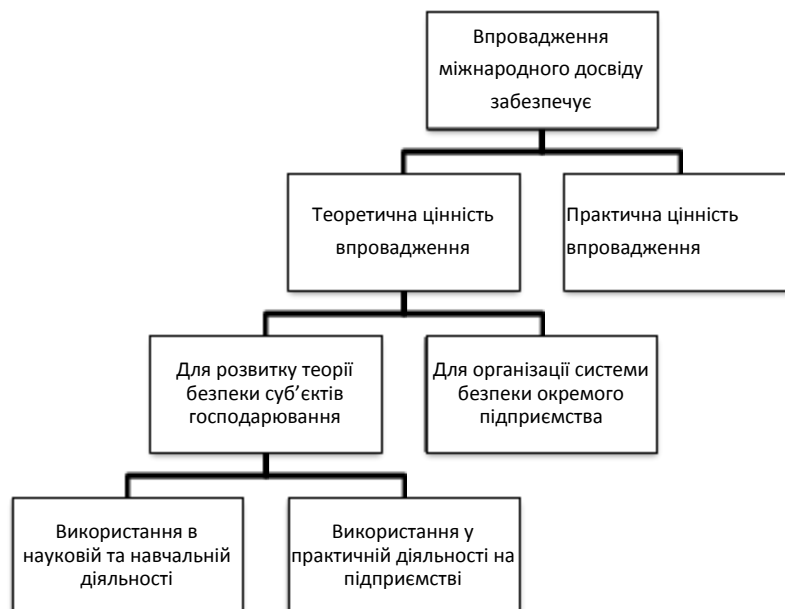 Впровадження
міжнародного досвіду
забезпечує
Теоретична цінність
впровадження
Практична цінність
впровадження
Для розвитку теорії
безпеки суб’єктів
господарювання
Для організації системи
безпеки окремого
підприємства
Використання в
науковій та навчальній
діяльності
Використання у
практичній діяльності на
підприємстві